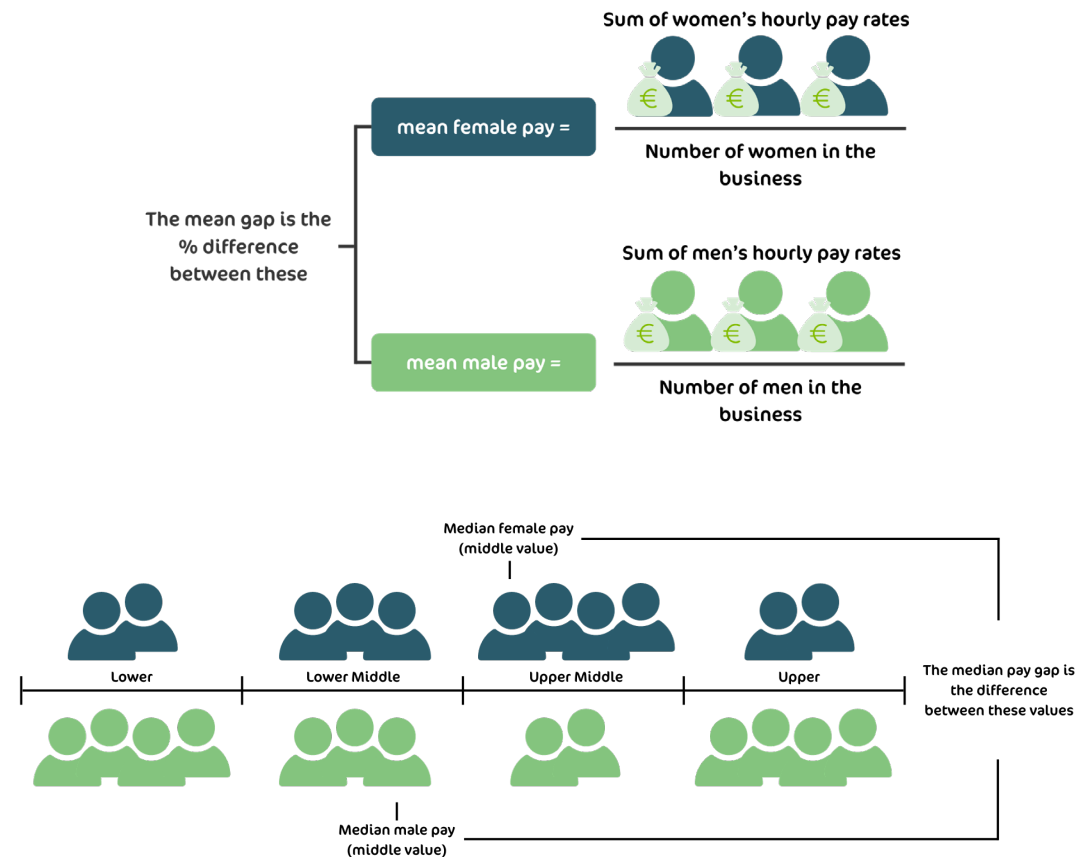 Sum of women's hourly pay rates
€ € €
mean female pay =
Number of women in the
business
The mean gap is the
% difference
between these
Sum of men's hourly pay rates
€ € €
mean male pay =
Number of men in the
business
Median female pay
(middle value)
Lower
Lower Middle
Upper Middle
Upper
The median pay gap is
the difference
between these values
Median male pay
(middle value)